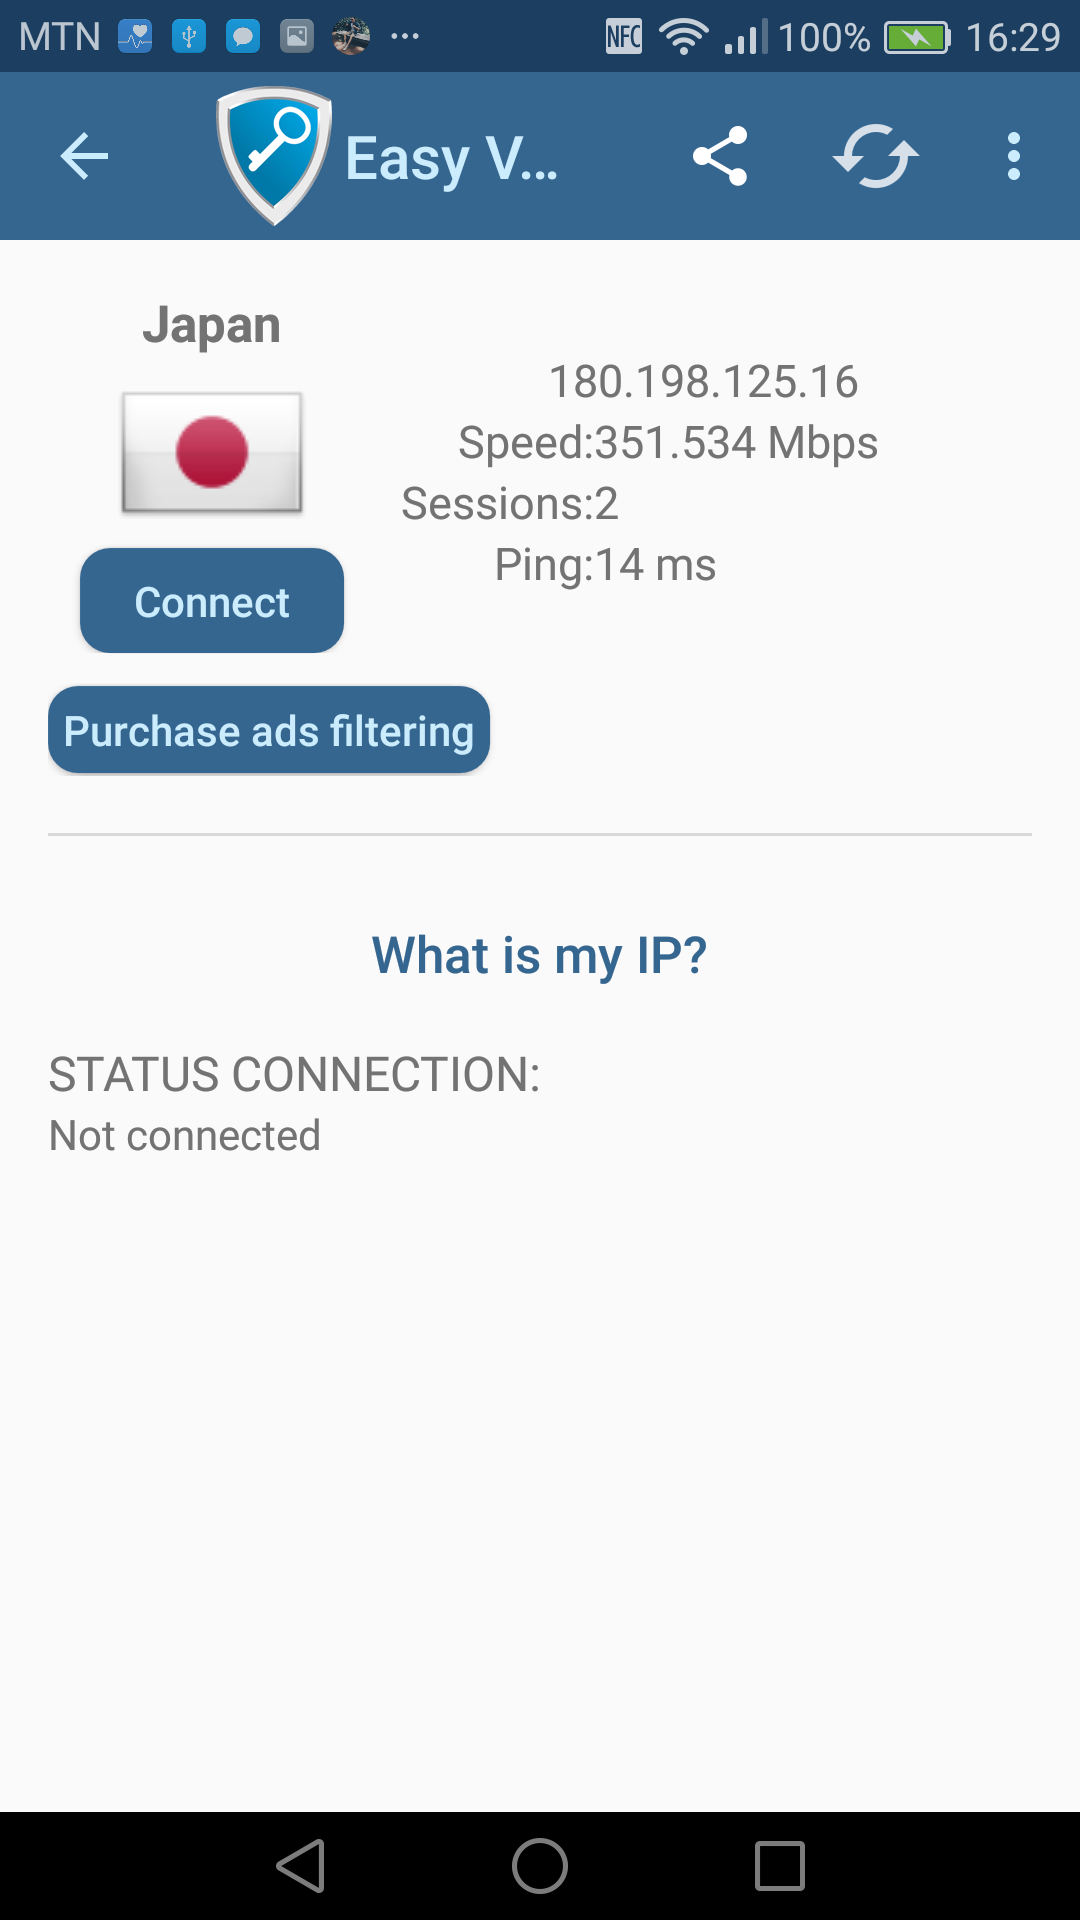 MTN NFC 100% 16:29
Easy V...
Japan
180.198.125.16
Speed:351.534 Mbps
Sessions:2
Ping:14 ms
Connect
Purchase ads filtering
What is my IP?
STATUS CONNECTION:
Not connected